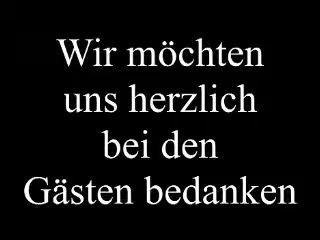 Wir möchten
uns herzlich
bei den
Gästen bedanken